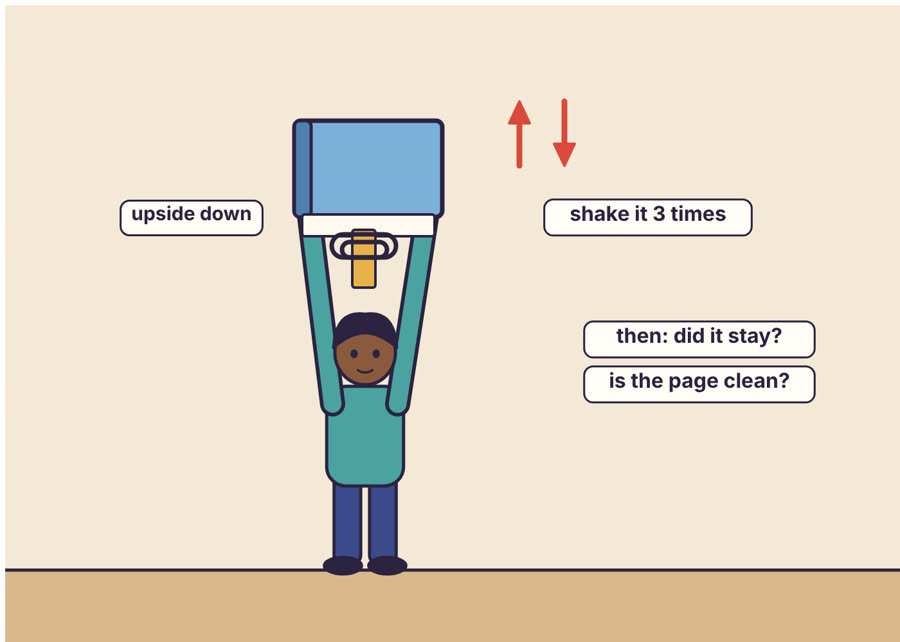 upside down
shake it 3 times
then: did it stay?
is the page clean?